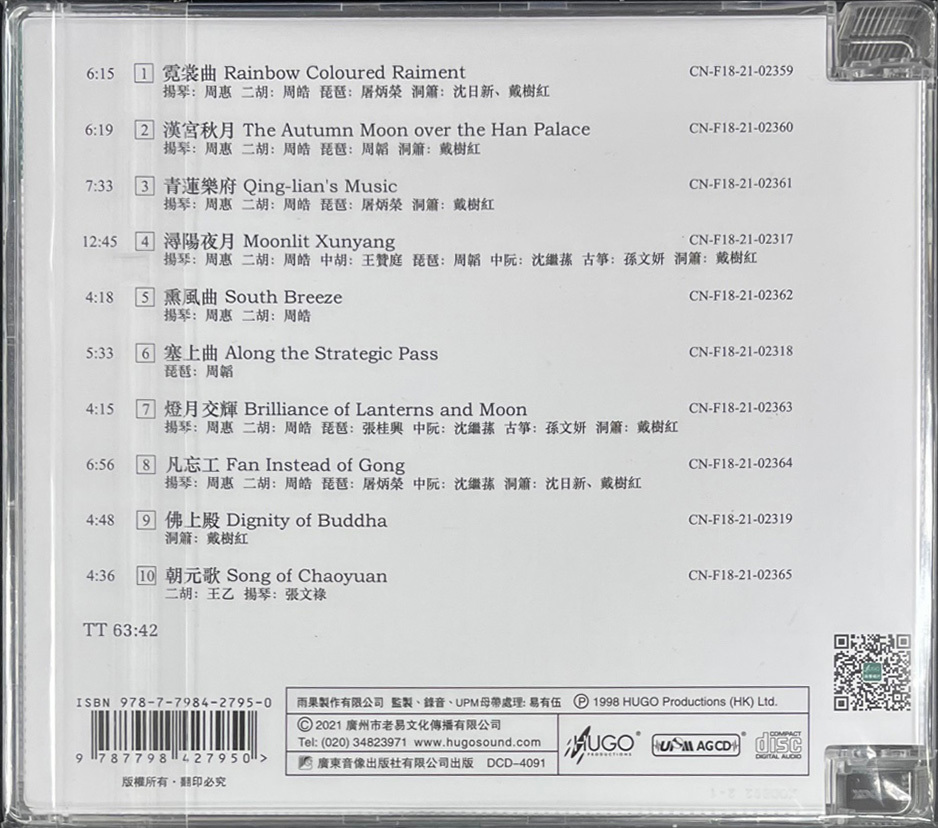 6:15 1 霓裳曲 Rainbow Coloured Raiment CN-F18-21-02359
揚琴：周惠 二胡：周皓 琵琶：屠炳榮 洞簫：沈日新、戴樹紅
6:19 2 漢宮秋月 The Autumn Moon over the Han Palace CN-F18-21-02360
揚琴：周惠 二胡：周皓 琵琶：周韜 洞簫：戴樹紅
7:33 3 青蓮樂府 Qing-lian's Music CN-F18-21-02361
揚琴：周惠 二胡：周皓 琵琶：屠炳榮 洞簫：戴樹紅
12:45 4 潯陽夜月 Moonlit Xunyang CN-F18-21-02317
揚琴：周惠 二胡：周皓 中胡：王贊庭 琵琶：周韜 中阮：沈繼蓀 古箏：孫文妍 洞簫：戴樹紅
4:18 5 熏風曲 South Breeze CN-F18-21-02362
揚琴：周惠 二胡：周皓
5:33 6 塞上曲 Along the Strategic Pass CN-F18-21-02318
琵琶：周韜
4:15 7 燈月交輝 Brilliance of Lanterns and Moon CN-F18-21-02363
揚琴：周惠 二胡：周皓 琵琶：張桂興 中阮：沈繼蓀 古箏：孫文妍 洞簫：戴樹紅
6:56 8 凡忘工 Fan Instead of Gong CN-F18-21-02364
揚琴：周惠 二胡：周皓 琵琶：屠炳榮 中阮：沈繼蓀 洞簫：沈日新、戴樹紅
4:48 9 佛上殿 Dignity of Buddha CN-F18-21-02319
洞簫：戴樹紅
4:36 10 朝元歌 Song of Chaoyuan CN-F18-21-02365
二胡：王乙 揚琴：張文祿
TT 63:42
ISBN 978-7-7984-2795-0
9 787798 427950 >
版權所有·翻印必究
雨果製作有限公司 監製、錄音、UPM母帶處理: 易有伍 Ⓟ 1998 HUGO Productions (HK) Ltd.
© 2021 廣州市老易文化傳播有限公司
Tel: (020) 34823971 www.hugosound.com
廣東音像出版社有限公司出版 DCD-4091
HUGO®
UPM AGCD®
COMPACT
disc
DIGITAL AUDIO